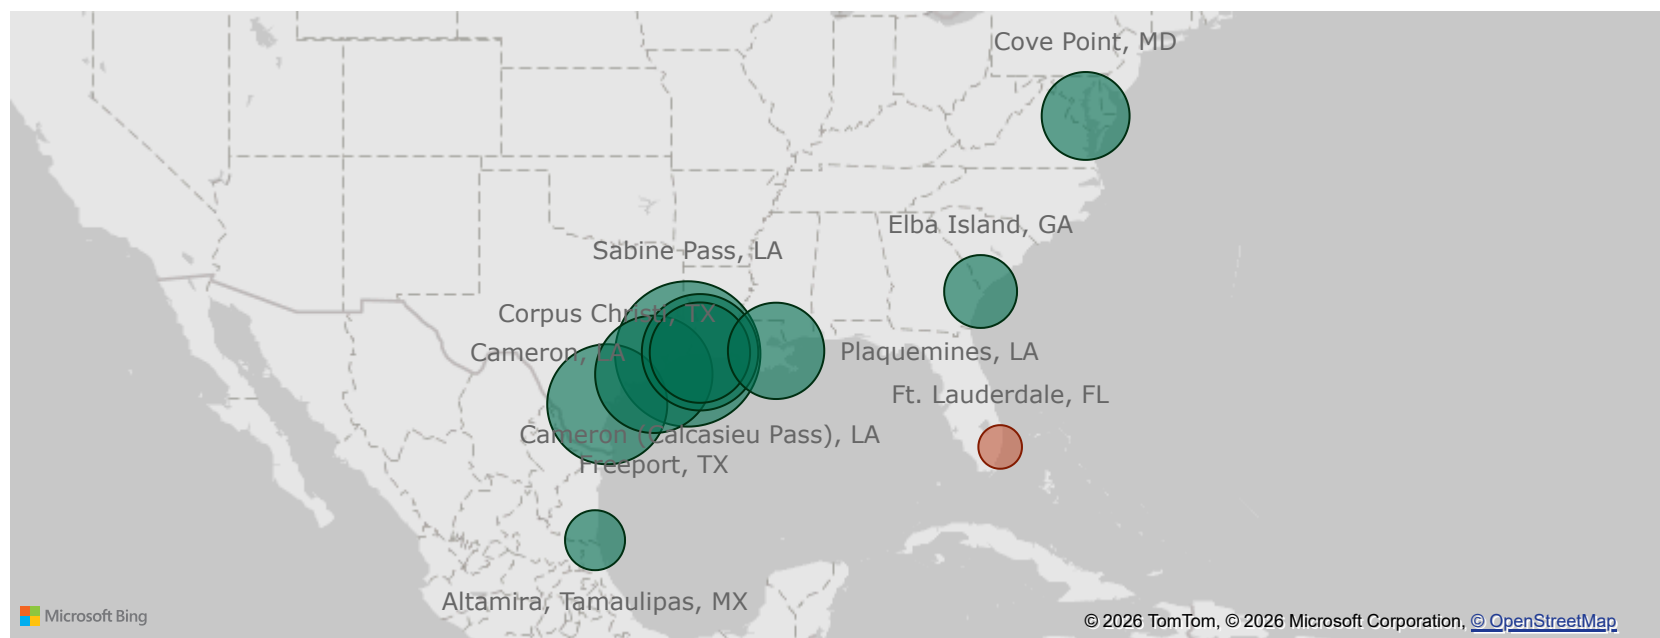 Cove Point, MD
Elba Island, GA
Sabine Pass, LA
Corpus Christi, TX
Cameron, LA
Plaquemines, LA
Ft. Lauderdale, FL
Cameron (Calcasieu Pass), LA
Freeport, TX
Altamira, Tamaulipas, MX
Microsoft Bing
© 2026 TomTom, © 2026 Microsoft Corporation, © OpenStreetMap